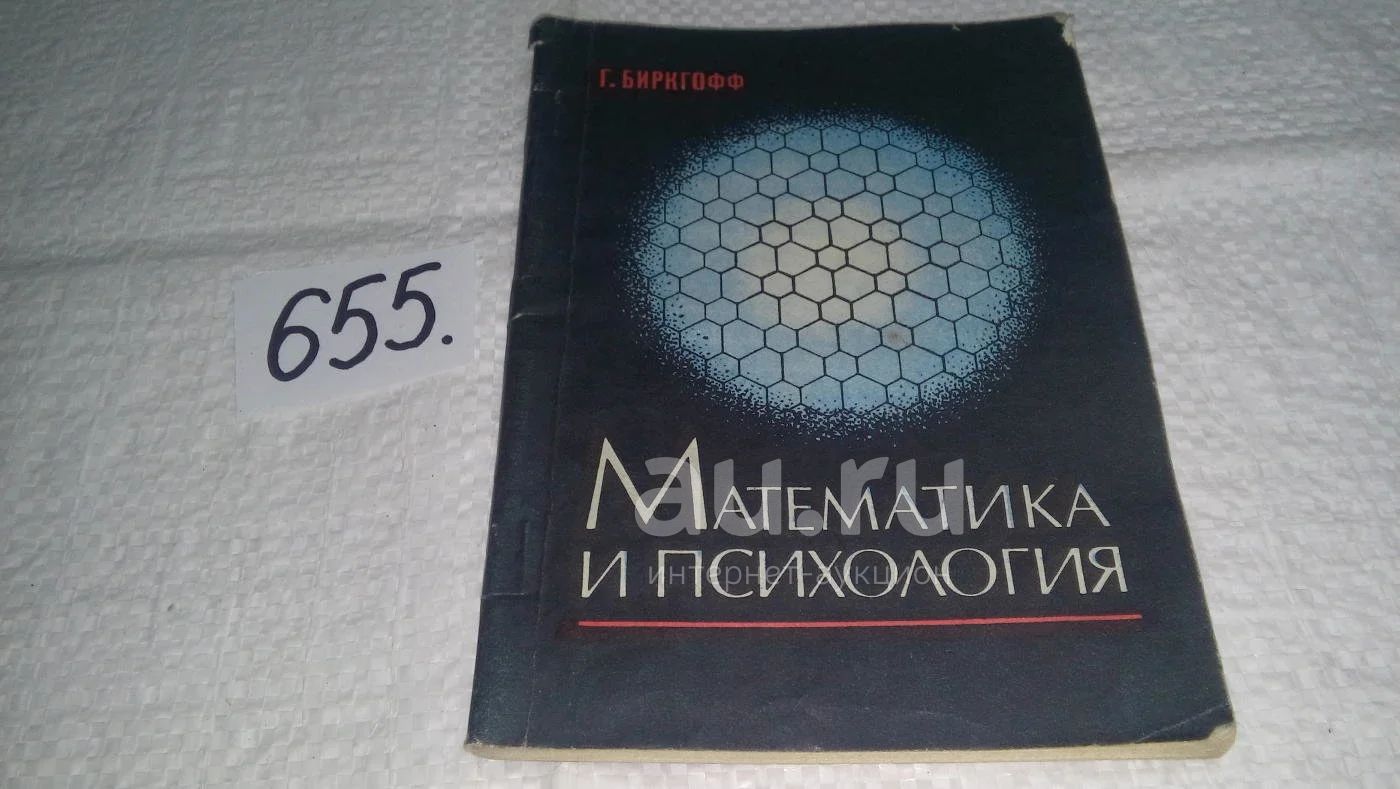 Г. БИРКГОФФ
655.
МАТЕМАТИКА
И ПСИХОЛОГИЯ
au.ru
интернет-аукцион